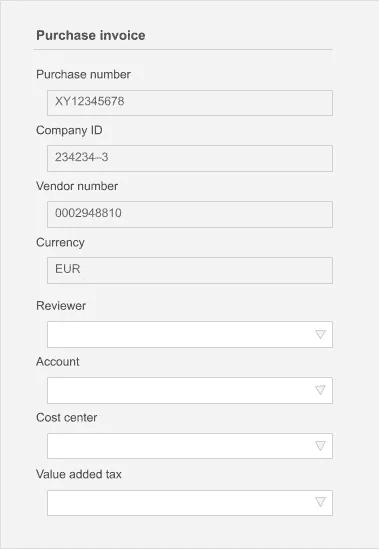 Purchase invoice
Purchase number
XY12345678
Company ID
234234--3
Vendor number
0002948810
Currency
EUR
Reviewer
Account
Cost center
Value added tax